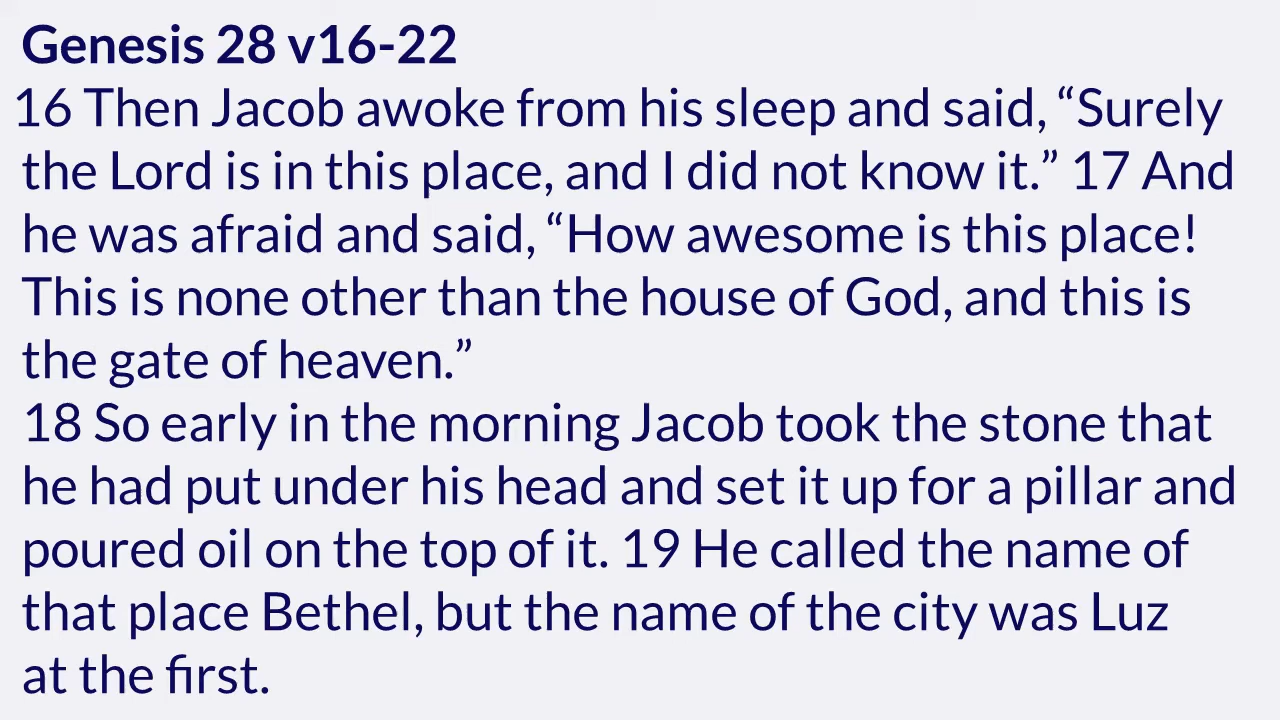 Genesis 28 v16-22
16 Then Jacob awoke from his sleep and said, “Surely
the Lord is in this place, and I did not know it.” 17 And
he was afraid and said, “How awesome is this place!
This is none other than the house of God, and this is
the gate of heaven.”
18 So early in the morning Jacob took the stone that
he had put under his head and set it up for a pillar and
poured oil on the top of it. 19 He called the name of
that place Bethel, but the name of the city was Luz
at the first.